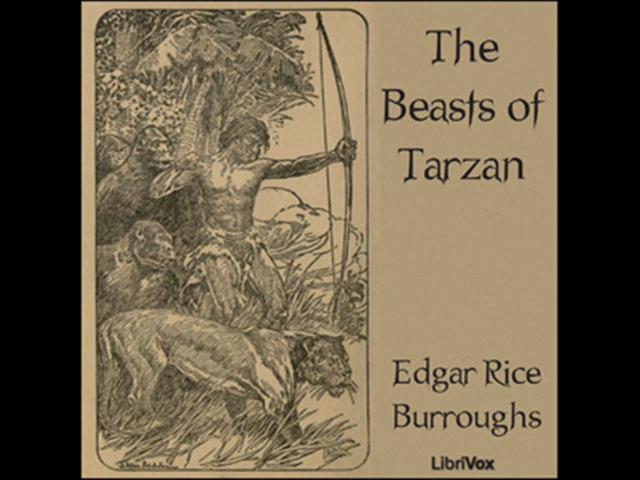 The
Beasts of
Tarzan
Edgar Rice
Burroughs
LibriVox